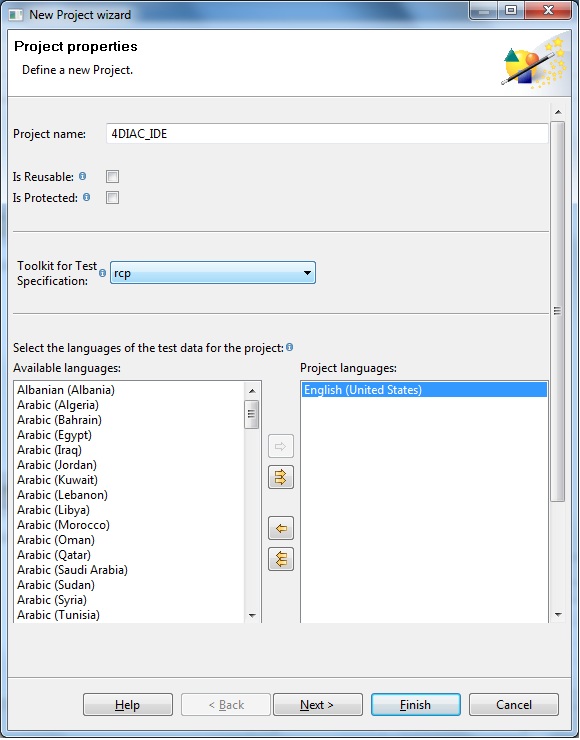 New Project wizard
Project properties
Define a new Project.
Project name: 4DIAC_IDE
Is Reusable:
Is Protected:
Toolkit for Test
Specification: rcp
Select the languages of the test data for the project:
Available languages: Project languages:
Albanian (Albania) English (United States)
Arabic (Algeria)
Arabic (Bahrain)
Arabic (Egypt)
Arabic (Iraq)
Arabic (Jordan)
Arabic (Kuwait)
Arabic (Lebanon)
Arabic (Libya)
Arabic (Morocco)
Arabic (Oman)
Arabic (Qatar)
Arabic (Saudi Arabia)
Arabic (Sudan)
Arabic (Syria)
Arabic (Tunisia)
Help < Back Next > Finish Cancel